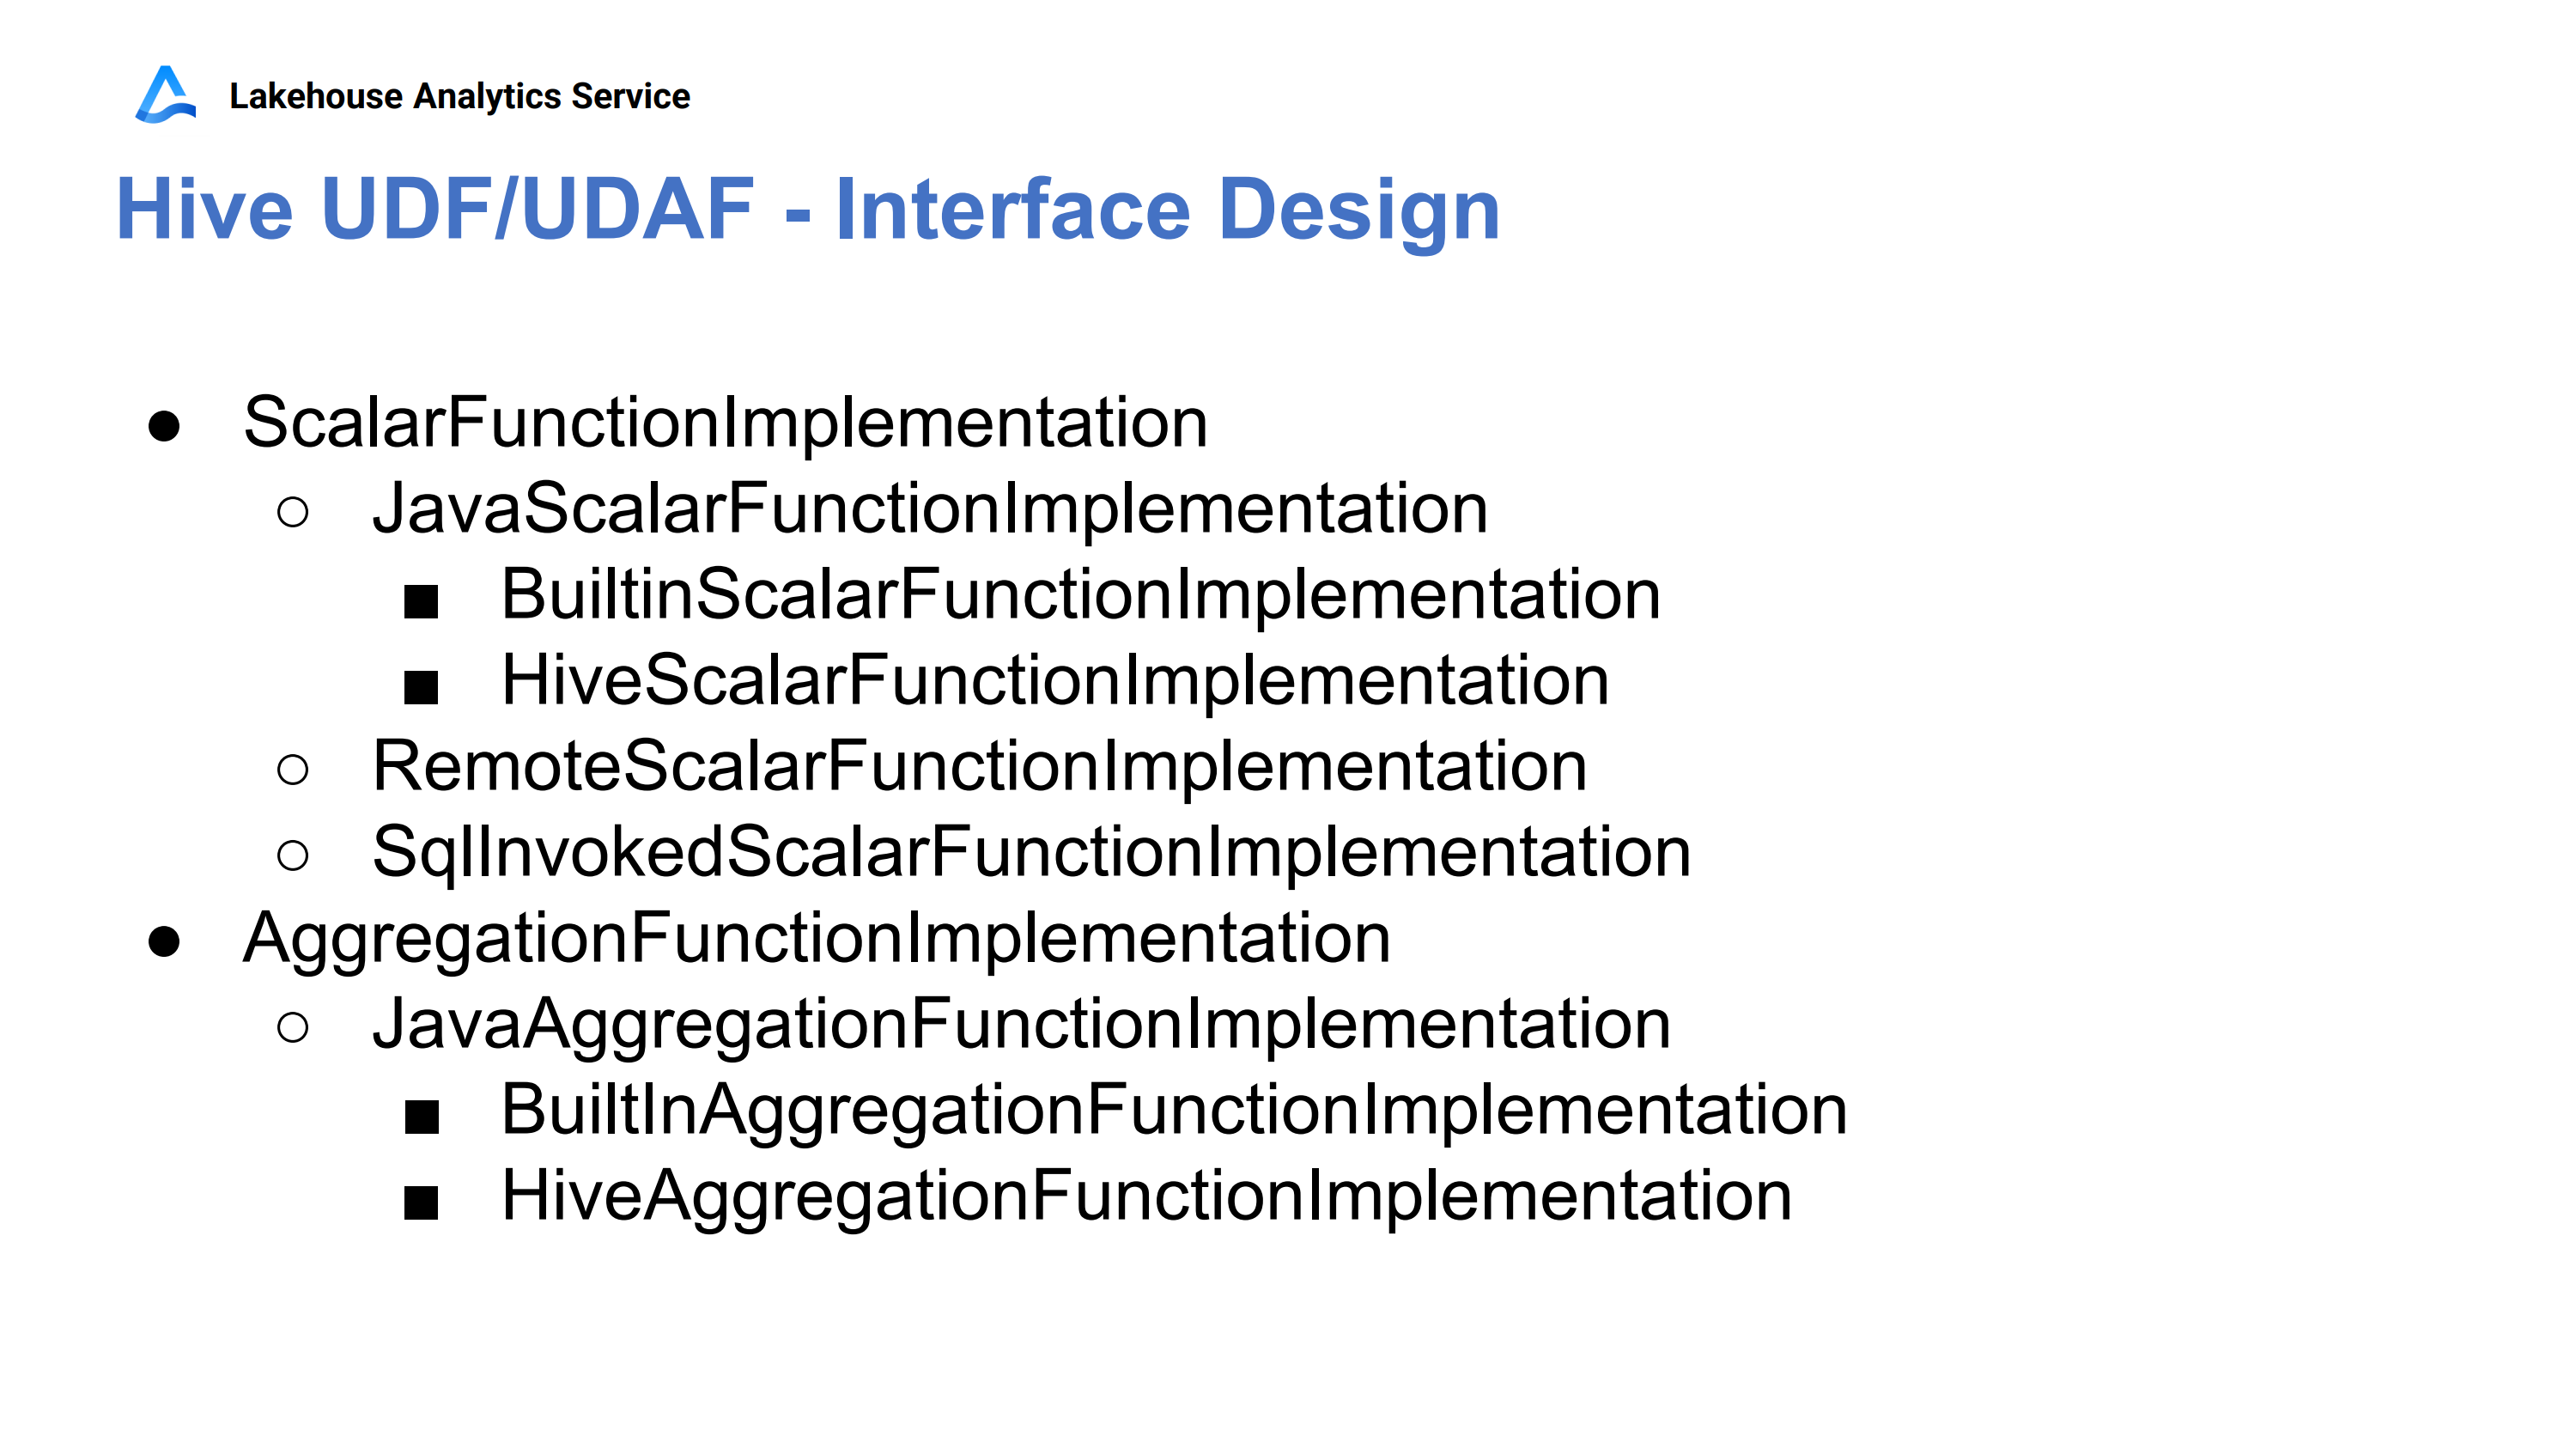 Lakehouse Analytics Service
Hive UDF/UDAF - Interface Design
● ScalarFunctionImplementation
○ JavaScalarFunctionImplementation
■ BuiltinScalarFunctionImplementation
■ HiveScalarFunctionImplementation
○ RemoteScalarFunctionImplementation
○ SqlInvokedScalarFunctionImplementation
● AggregationFunctionImplementation
○ JavaAggregationFunctionImplementation
■ BuiltInAggregationFunctionImplementation
■ HiveAggregationFunctionImplementation